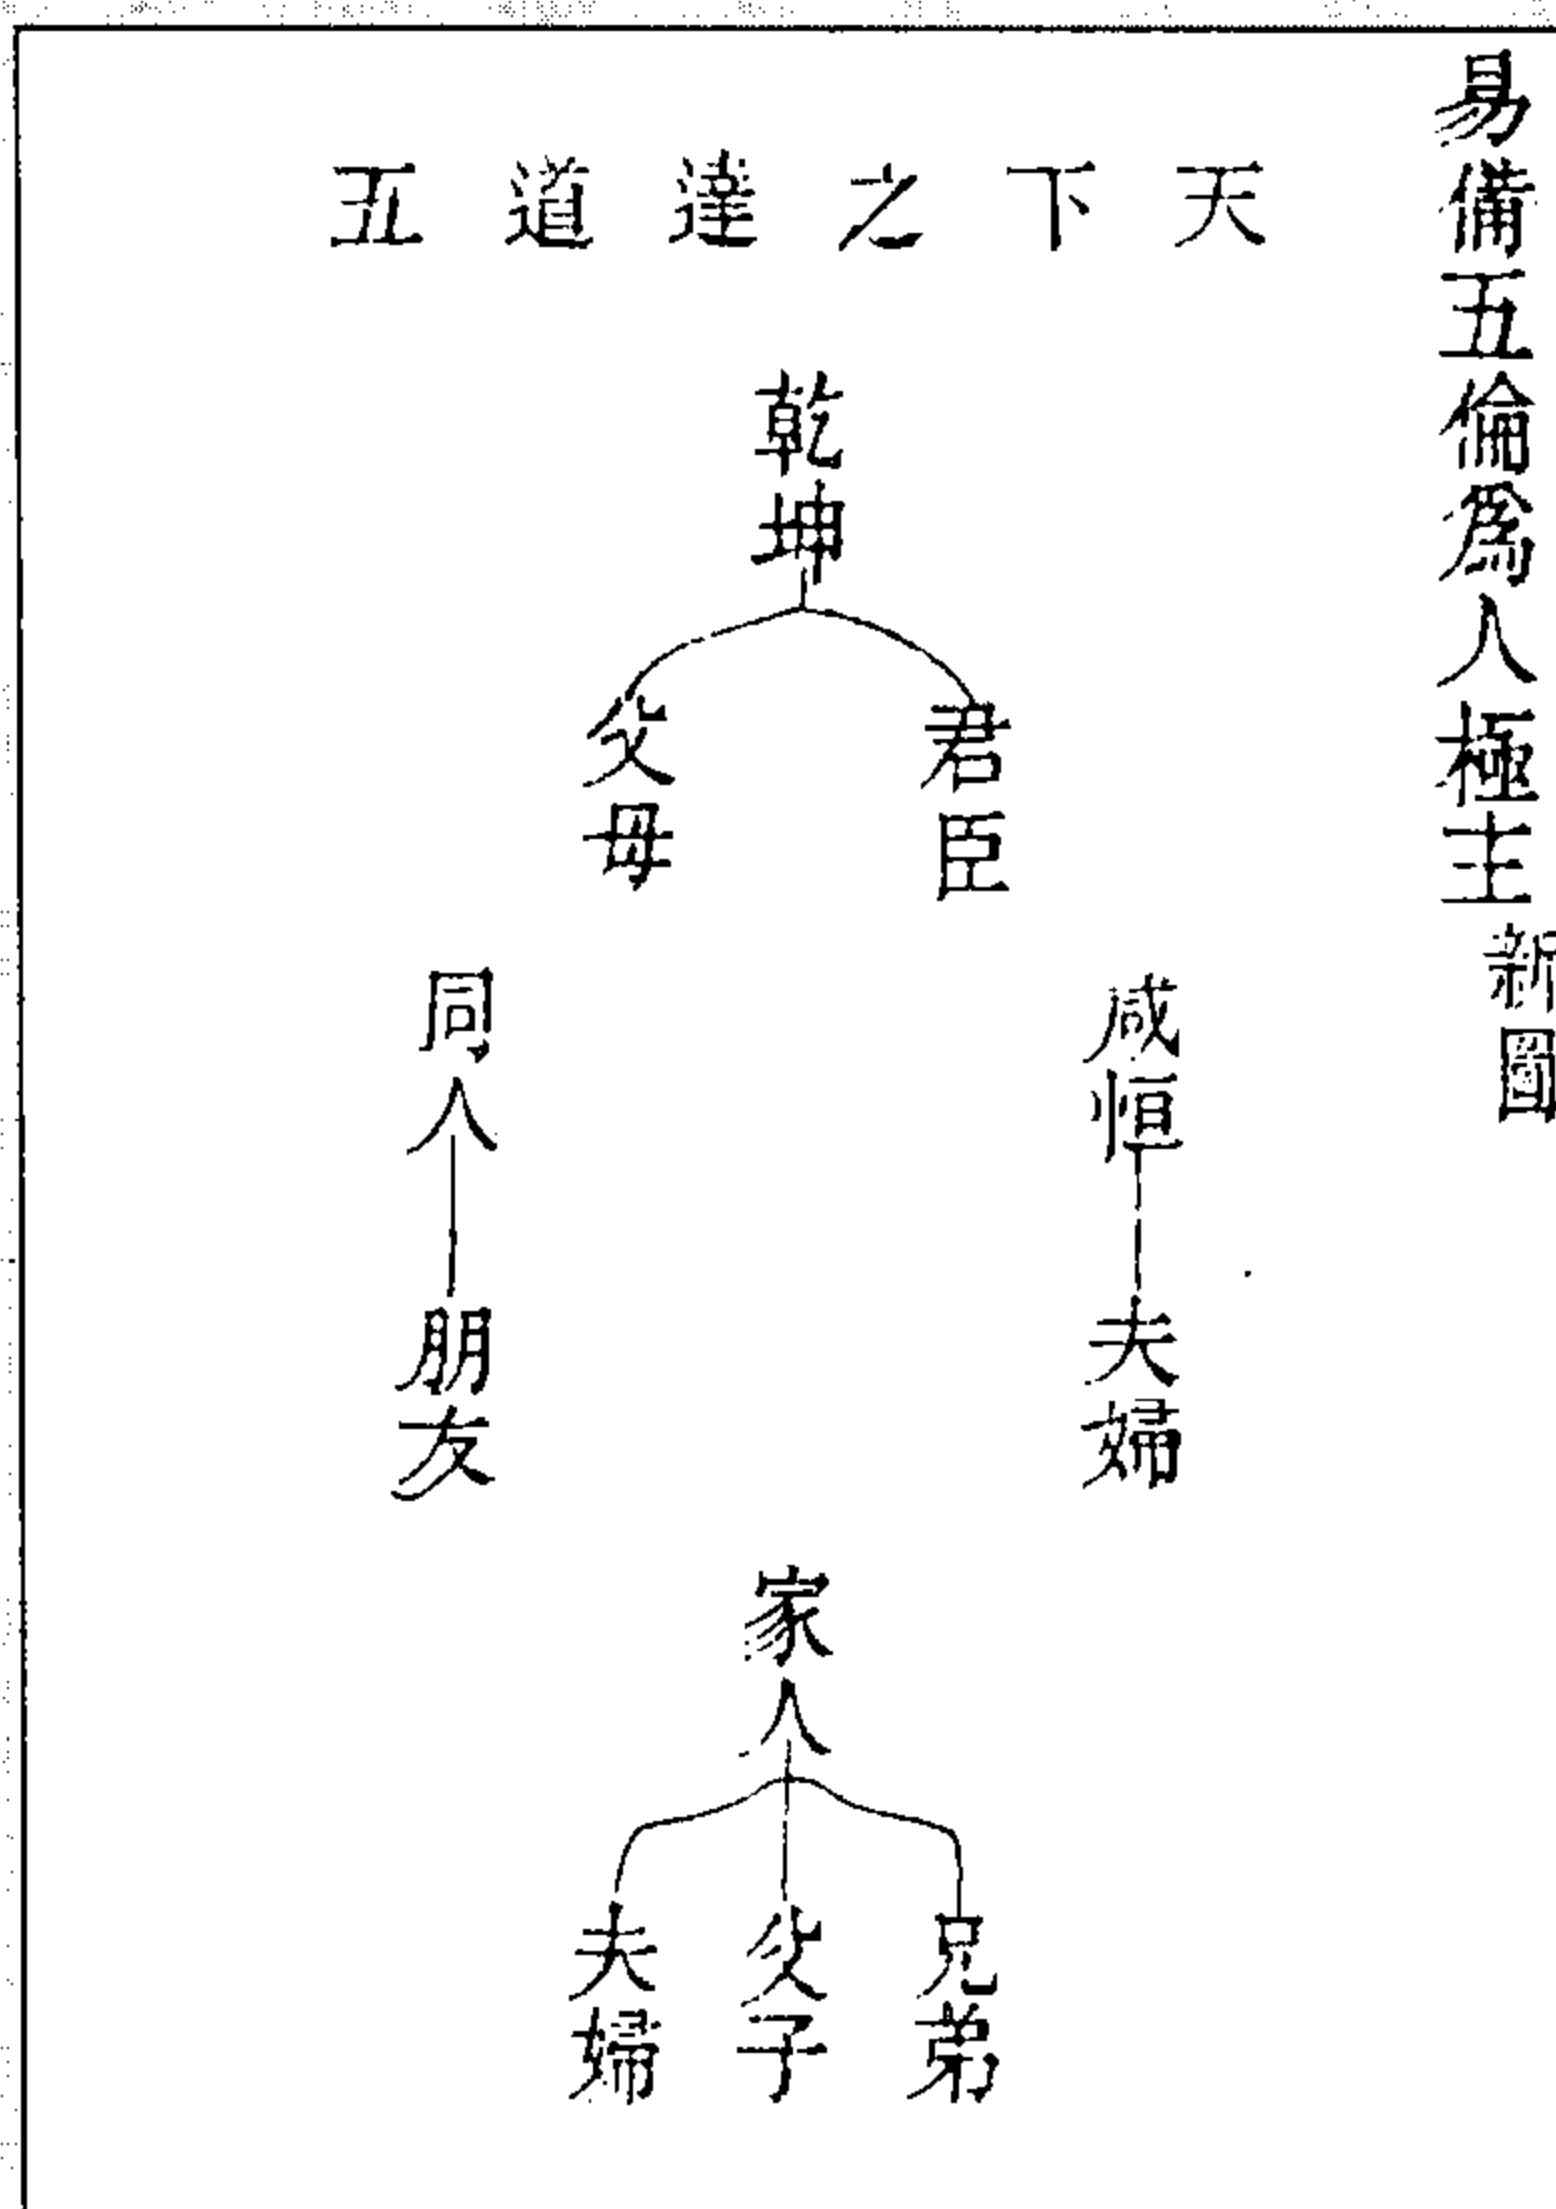 易備五倫爲人極主新圖
天下之達道五
乾坤
君臣
父母
咸恒
夫婦
同人
朋友
家人
兄弟
父子
夫婦